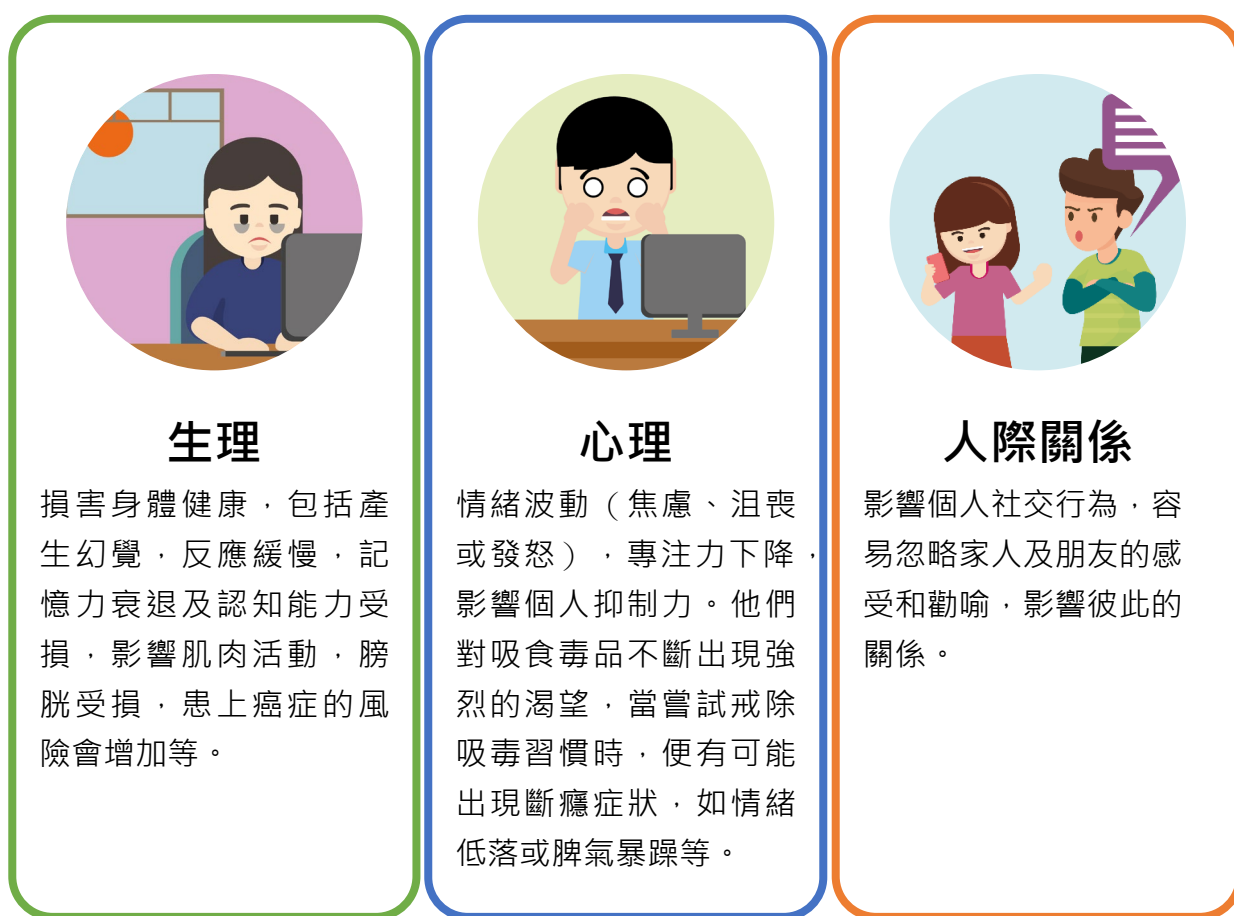 生理
損害身體健康，包括產
生幻覺，反應緩慢，記
憶力衰退及認知能力受
損，影響肌肉活動，膀
胱受損，患上癌症的風
險會增加等。
心理
情緒波動（焦慮、沮喪
或發怒），專注力下降，
影響個人抑制力。他們
對吸食毒品不斷出現強
烈的渴望，當嘗試戒除
吸毒習慣時，便有可能
出現斷癮症狀，如情緒
低落或脾氣暴躁等。
人際關係
影響個人社交行為，容
易忽略家人及朋友的感
受和勸喻，影響彼此的
關係。